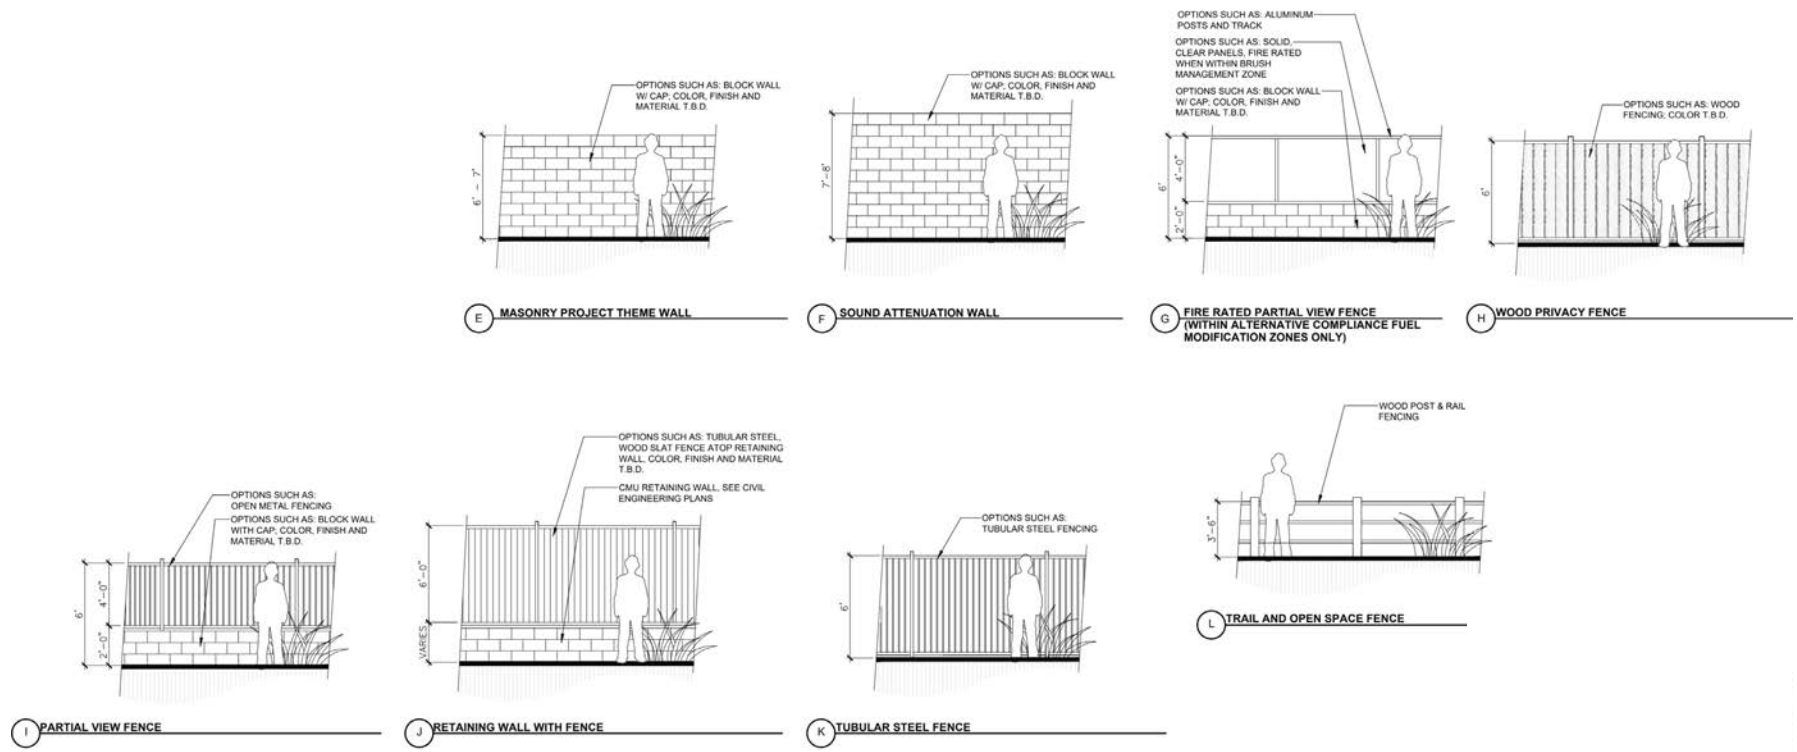 OPTIONS SUCH AS: BLOCK WALL
W/ CAP; COLOR, FINISH AND
MATERIAL T.B.D.
6' - 7'
E
MASONRY PROJECT THEME WALL
OPTIONS SUCH AS: BLOCK WALL
W/ CAP; COLOR, FINISH AND
MATERIAL T.B.D.
7'-8'
F
SOUND ATTENUATION WALL
OPTIONS SUCH AS: ALUMINUM
POSTS AND TRACK
OPTIONS SUCH AS: SOLID,
CLEAR PANELS, FIRE RATED
WHEN WITHIN BRUSH
MANAGEMENT ZONE
OPTIONS SUCH AS: BLOCK WALL
W/ CAP; COLOR, FINISH AND
MATERIAL T.B.D.
6'
4'-0"
2'-0"
G
FIRE RATED PARTIAL VIEW FENCE
(WITHIN ALTERNATIVE COMPLIANCE FUEL
MODIFICATION ZONES ONLY)
OPTIONS SUCH AS: WOOD
FENCING; COLOR T.B.D.
6'
H
WOOD PRIVACY FENCE
OPTIONS SUCH AS:
OPEN METAL FENCING
OPTIONS SUCH AS: BLOCK WALL
WITH CAP; COLOR, FINISH AND
MATERIAL T.B.D.
6'
4'-0"
2'-0"
I
PARTIAL VIEW FENCE
OPTIONS SUCH AS: TUBULAR STEEL,
WOOD SLAT FENCE ATOP RETAINING
WALL, COLOR, FINISH AND MATERIAL
T.B.D.
CMU RETAINING WALL, SEE CIVIL
ENGINEERING PLANS
6'-0"
VARIES
J
RETAINING WALL WITH FENCE
OPTIONS SUCH AS:
TUBULAR STEEL FENCING
6'
K
TUBULAR STEEL FENCE
WOOD POST & RAIL
FENCING
3'-6"
L
TRAIL AND OPEN SPACE FENCE